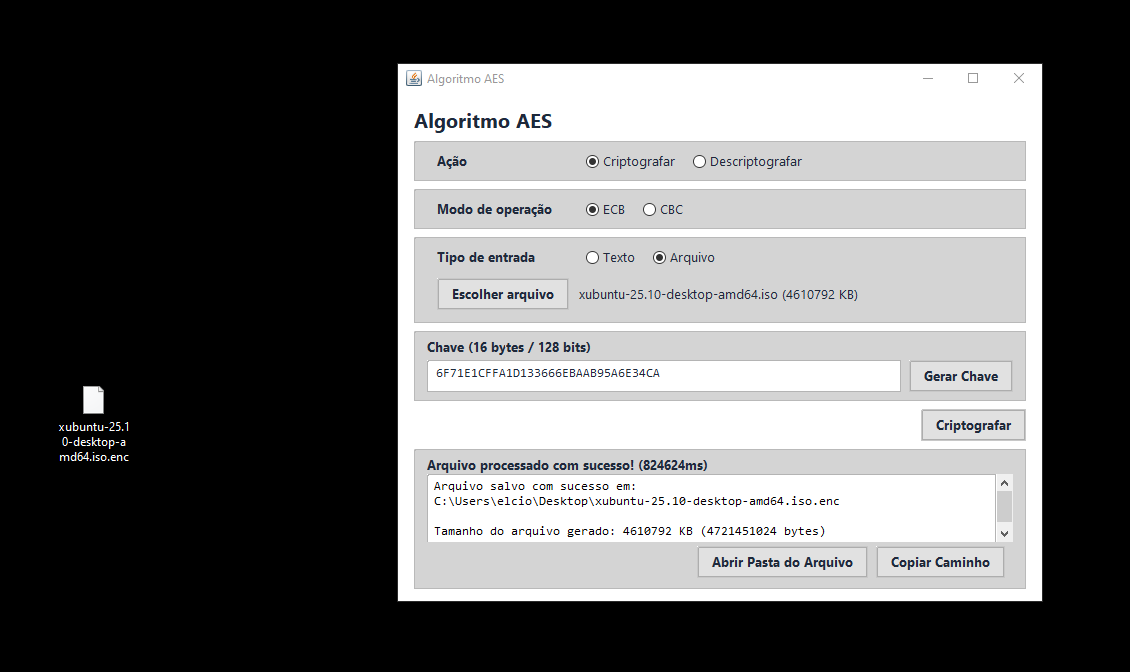 Algoritmo AES
Algoritmo AES
Ação Criptografar Descriptografar
Modo de operação ECB CBC
Tipo de entrada Texto Arquivo
Escolher arquivo xubuntu-25.10-desktop-amd64.iso (4610792 KB)
Chave (16 bytes / 128 bits)
6F71E1CFFA1D133666EBAAB95A6E34CA Gerar Chave
Criptografar
Arquivo processado com sucesso! (824624ms)
Arquivo salvo com sucesso em:
C:\Users\elcio\Desktop\xubuntu-25.10-desktop-amd64.iso.enc
Tamanho do arquivo gerado: 4610792 KB (4721451024 bytes)
Abrir Pasta do Arquivo Copiar Caminho
xubuntu-25.1
0-desktop-a
md64.iso.enc